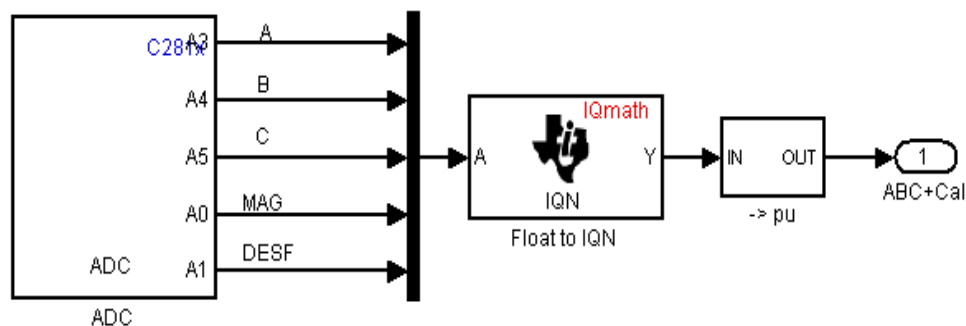 C281x
A3
A
A4
B
A5
C
A0
MAG
A1
DESF
ADC
ADC
IQmath
A
Y
IQN
Float to IQN
IN
OUT
-> pu
1
ABC+Cal